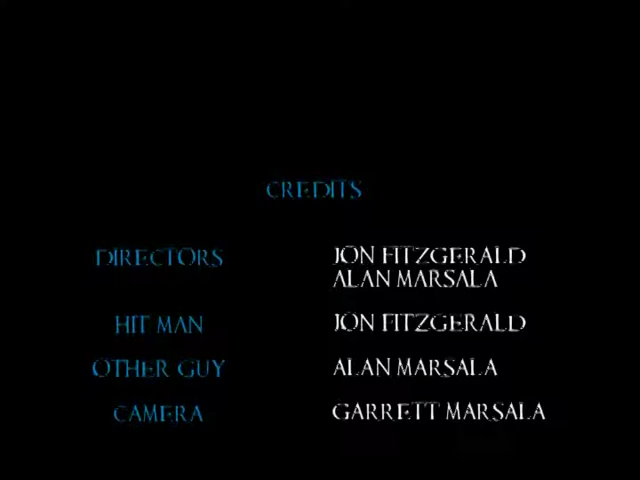 CREDITS
DIRECTORS JON FITZGERALD
ALAN MARSALA
HIT MAN JON FITZGERALD
OTHER GUY ALAN MARSALA
CAMERA GARRETT MARSALA